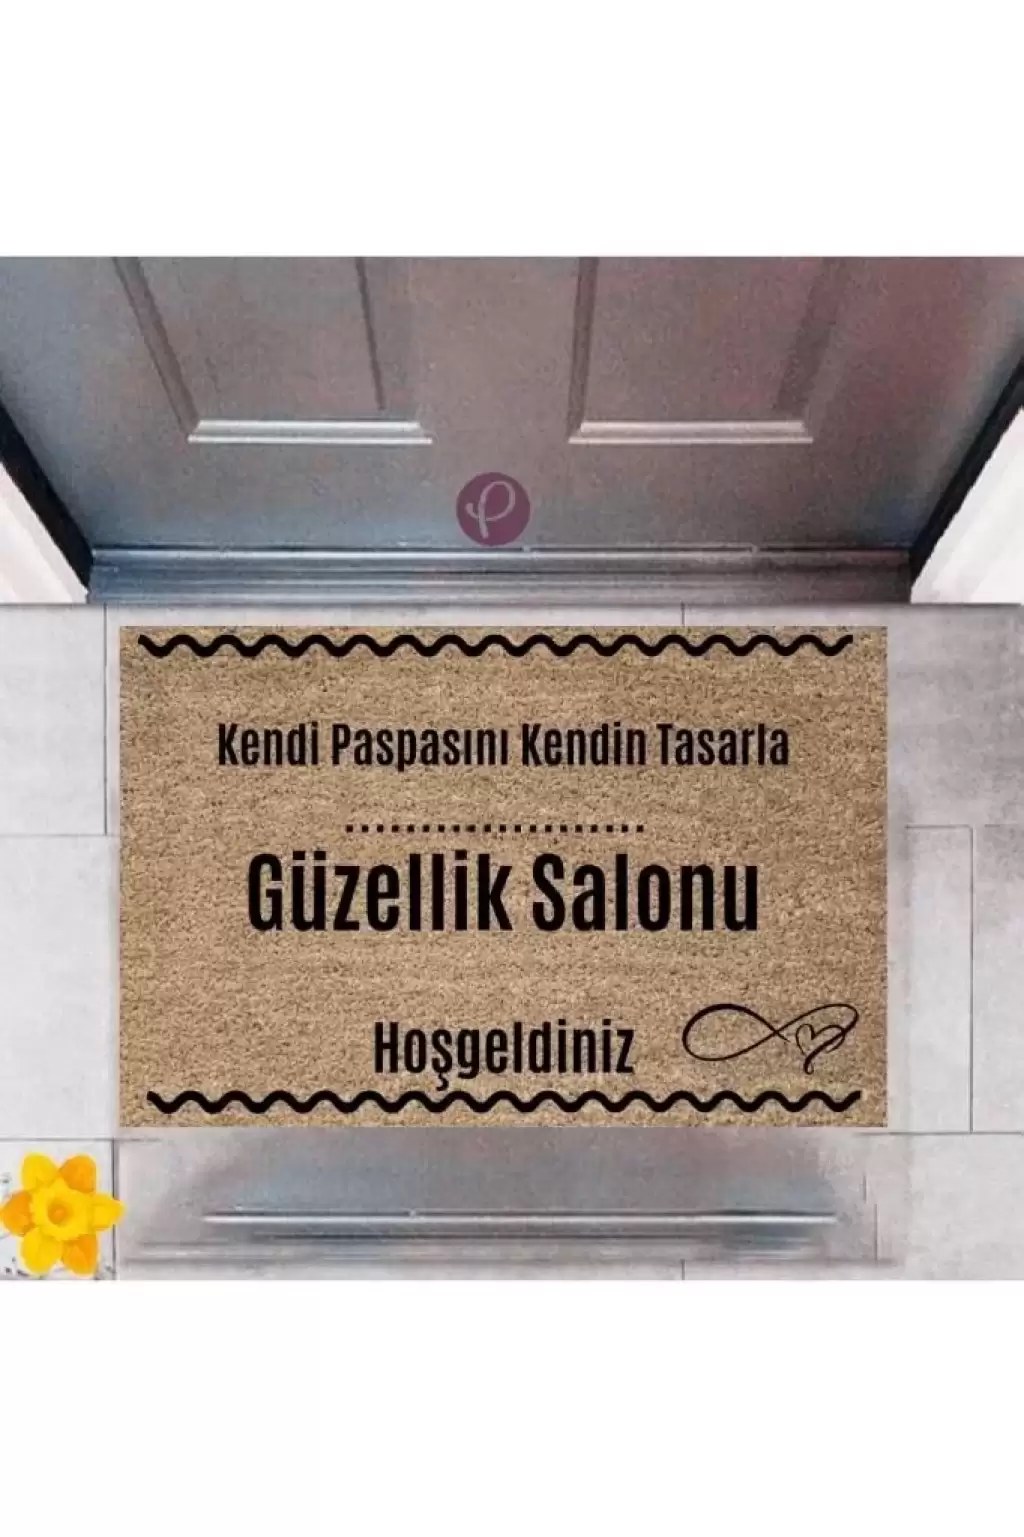 P
Kendi Paspasını Kendin Tasarla
....................
Güzellik Salonu
Hoşgeldiniz